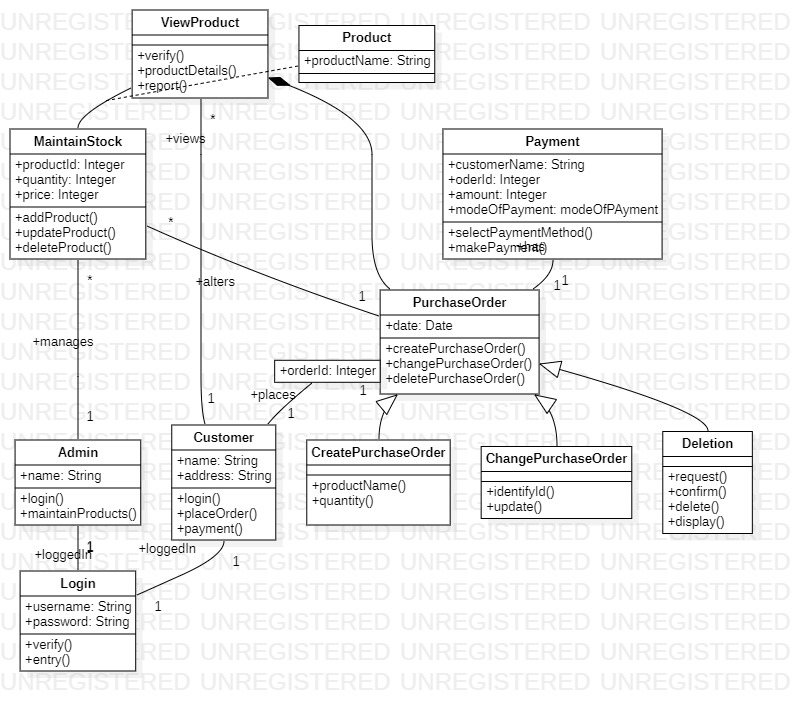 ViewProduct
+verify()
+productDetails()
+report()
Product
+productName: String
MaintainStock
+productId: Integer
+quantity: Integer
+price: Integer
+addProduct()
+updateProduct()
+deleteProduct()
*
+views
Payment
+customerName: String
+oderId: Integer
+amount: Integer
+modeOfPayment: modeOfPAyment
+selectPaymentMethod()
+makePayment()
+has
*
*
+alters
1
1
1
PurchaseOrder
+date: Date
+createPurchaseOrder()
+changePurchaseOrder()
+deletePurchaseOrder()
+manages
+orderId: Integer
+places
1
1
1
1
Admin
+name: String
+login()
+maintainProducts()
Customer
+name: String
+address: String
+login()
+placeOrder()
+payment()
CreatePurchaseOrder
+productName()
+quantity()
ChangePurchaseOrder
+identifyId()
+update()
Deletion
+request()
+confirm()
+delete()
+display()
+loggedIn
1
+loggedIn
1
1
Login
+username: String
+password: String
+verify()
+entry()
UNREGISTERED